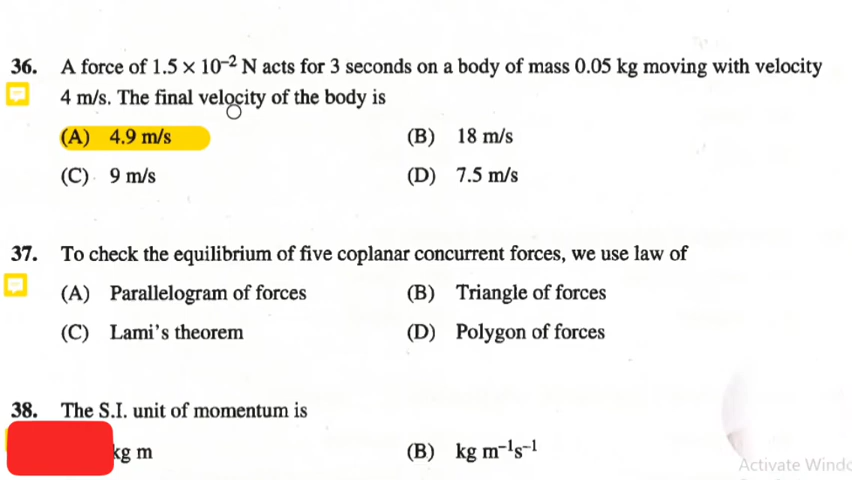 36. A force of 1.5 × 10⁻² N acts for 3 seconds on a body of mass 0.05 kg moving with velocity
4 m/s. The final velocity of the body is
(A) 4.9 m/s (B) 18 m/s
(C) 9 m/s (D) 7.5 m/s
37. To check the equilibrium of five coplanar concurrent forces, we use law of
(A) Parallelogram of forces (B) Triangle of forces
(C) Lami's theorem (D) Polygon of forces
38. The S.I. unit of momentum is
kg m (B) kg m⁻¹s⁻¹
Activate Windo